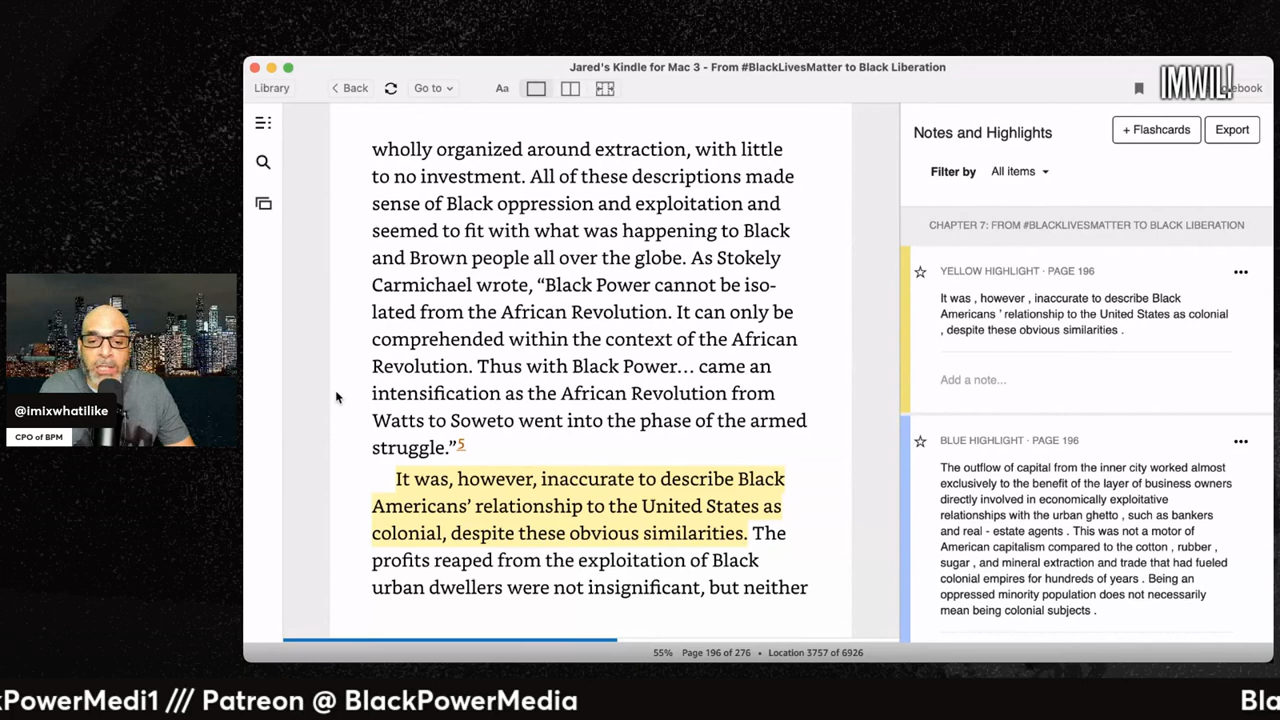 Jared's Kindle for Mac 3 - From #BlackLivesMatter to Black Liberation
Library
Back
Go to
Aa
IMWIL!
ebook
wholly organized around extraction, with little
to no investment. All of these descriptions made
sense of Black oppression and exploitation and
seemed to fit with what was happening to Black
and Brown people all over the globe. As Stokely
Carmichael wrote, “Black Power cannot be iso-
lated from the African Revolution. It can only be
comprehended within the context of the African
Revolution. Thus with Black Power… came an
intensification as the African Revolution from
Watts to Soweto went into the phase of the armed
struggle.”5
It was, however, inaccurate to describe Black
Americans’ relationship to the United States as
colonial, despite these obvious similarities. The
profits reaped from the exploitation of Black
urban dwellers were not insignificant, but neither
Notes and Highlights
+ Flashcards
Export
Filter by All items
CHAPTER 7: FROM #BLACKLIVESMATTER TO BLACK LIBERATION
YELLOW HIGHLIGHT · PAGE 196
It was , however , inaccurate to describe Black
Americans ’ relationship to the United States as colonial
, despite these obvious similarities .
Add a note...
BLUE HIGHLIGHT · PAGE 196
The outflow of capital from the inner city worked almost
exclusively to the benefit of the layer of business owners
directly involved in economically exploitative
relationships with the urban ghetto , such as bankers
and real - estate agents . This was not a motor of
American capitalism compared to the cotton , rubber ,
sugar , and mineral extraction and trade that had fueled
colonial empires for hundreds of years . Being an
oppressed minority population does not necessarily
mean being colonial subjects .
55% Page 196 of 276 • Location 3757 of 6926
@imixwhatilike
CPO of BPM
kPowerMedi1 /// Patreon @ BlackPowerMedia
Bla